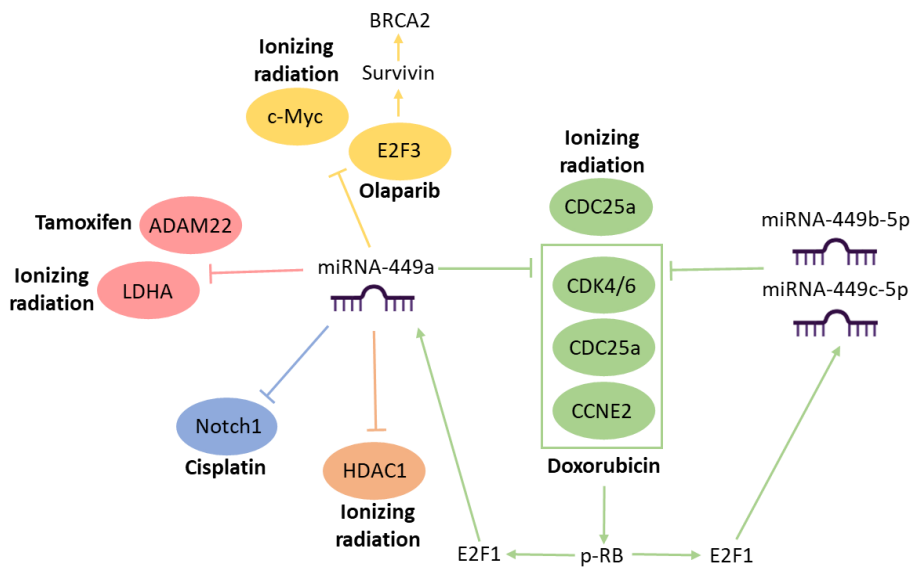 BRCA2
Survivin
Ionizing
radiation
c-Myc
E2F3
Olaparib
Tamoxifen
ADAM22
Ionizing
radiation
LDHA
miRNA-449a
Notch1
Cisplatin
HDAC1
Ionizing
radiation
Ionizing
radiation
CDC25a
CDK4/6
CDC25a
CCNE2
Doxorubicin
miRNA-449b-5p
miRNA-449c-5p
E2F1
p-RB
E2F1